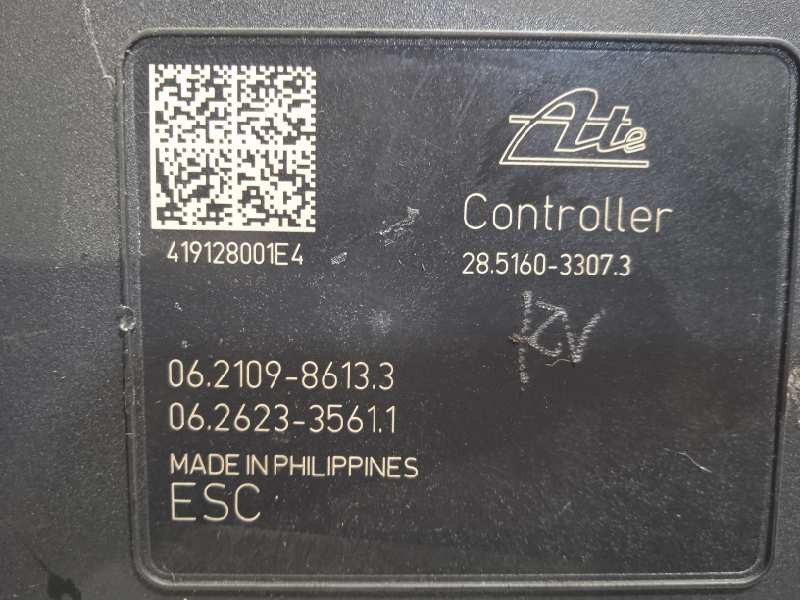 Ate
Controller
419128001E4
28.5160-3307.3
06.2109-8613.3
06.2623-3561.1
MADE IN PHILIPPINES
ESC